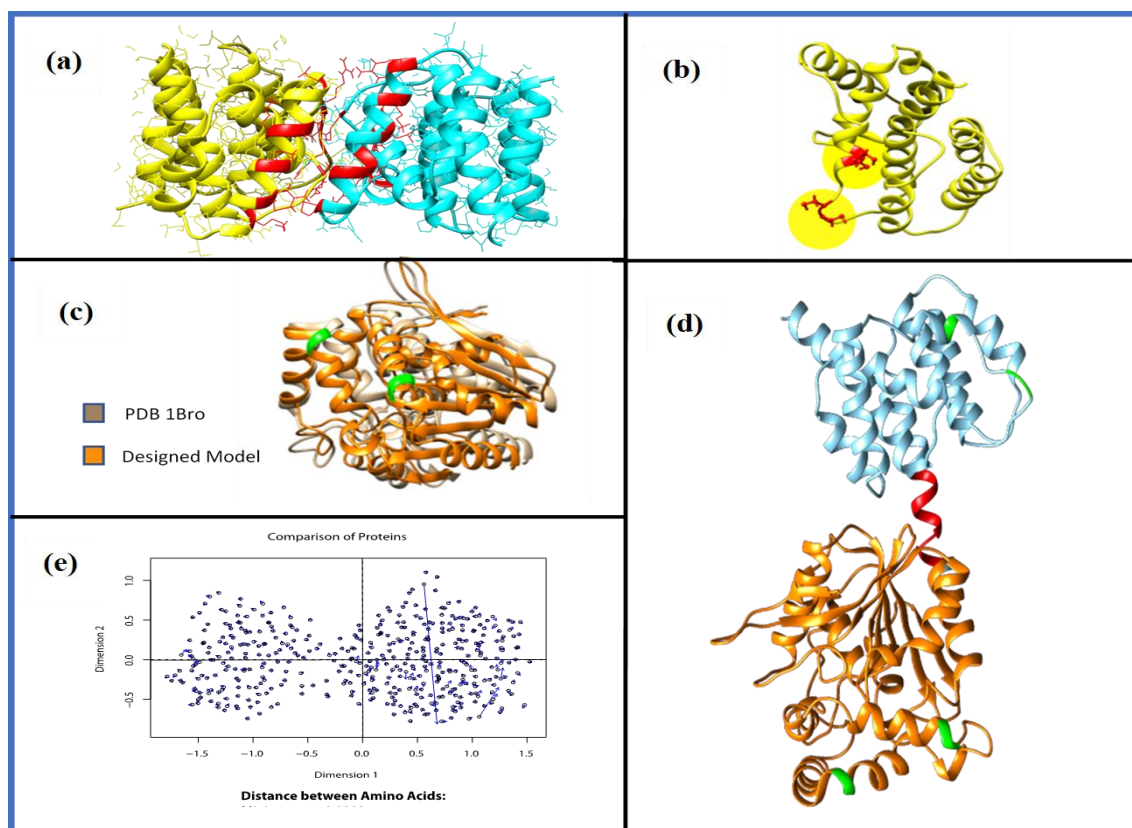 (a)
(b)
(c)
PDB 1Bro
Designed Model
(d)
(e)
Comparison of Proteins
Dimension 2
1.0
0.5
0.0
−0.5
−1.5
−1.0
−0.5
0.0
0.5
1.0
1.5
Dimension 1
Distance between Amino Acids: